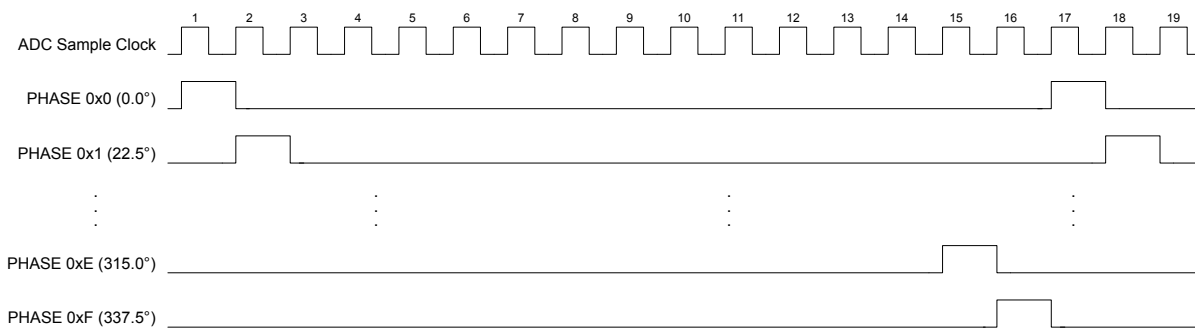 1 2 3 4 5 6 7 8 9 10 11 12 13 14 15 16 17 18 19
ADC Sample Clock
PHASE 0x0 (0.0°)
PHASE 0x1 (22.5°)
PHASE 0xE (315.0°)
PHASE 0xF (337.5°)